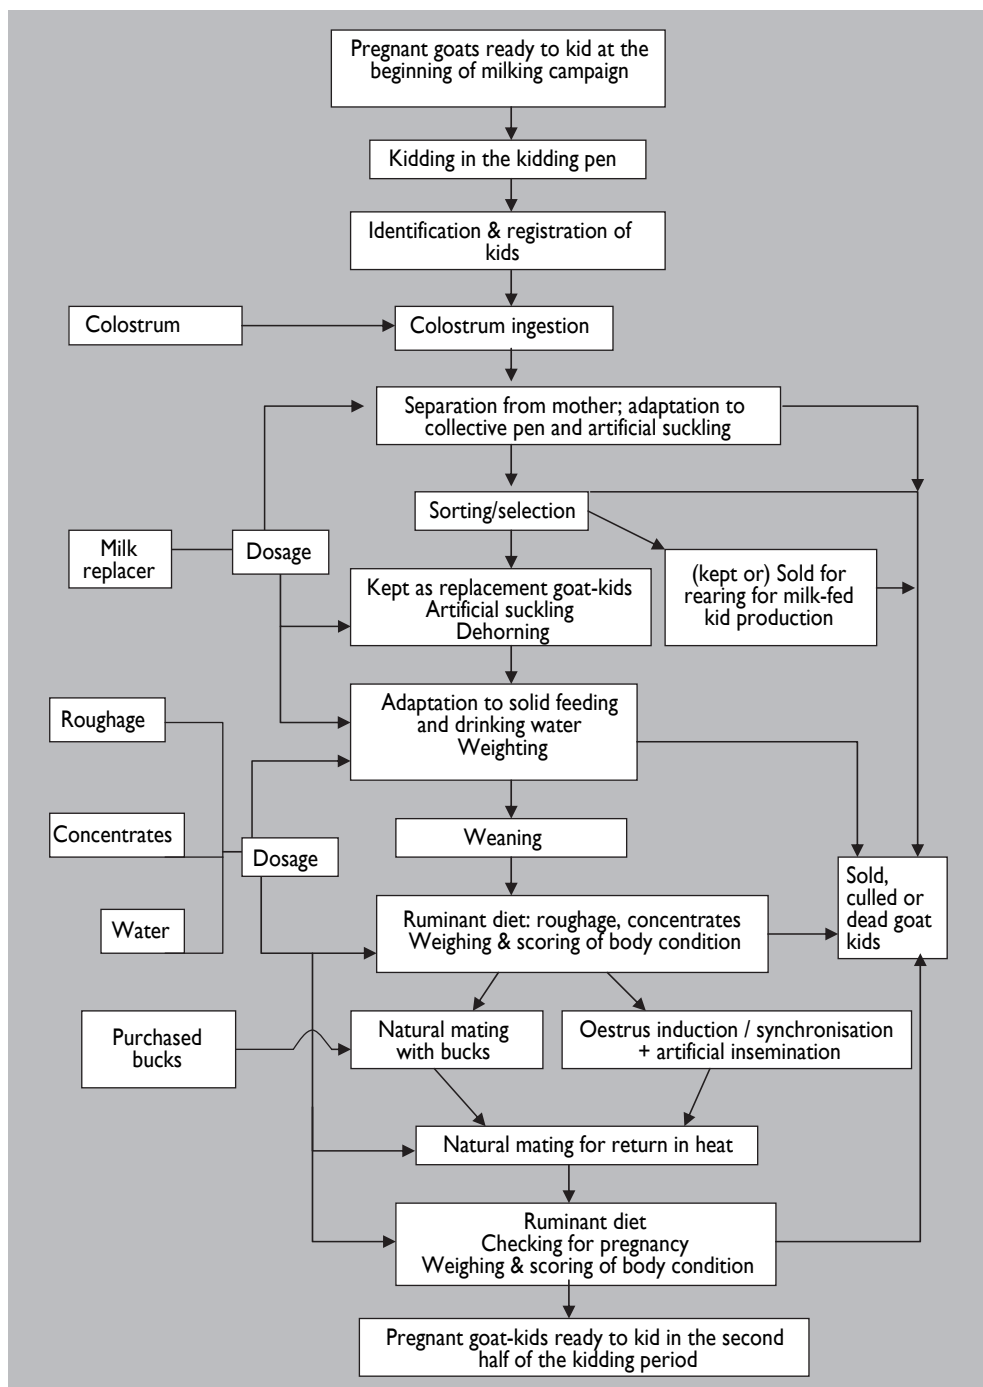 Pregnant goats ready to kid at the
beginning of milking campaign
Kidding in the kidding pen
Identification & registration of
kids
Colostrum
Colostrum ingestion
Separation from mother; adaptation to
collective pen and artificial suckling
Sorting/selection
Milk
replacer
Dosage
(kept or) Sold for
rearing for milk-fed
kid production
Kept as replacement goat-kids
Artificial suckling
Dehorning
Roughage
Adaptation to solid feeding
and drinking water
Weighting
Concentrates
Dosage
Weaning
Water
Ruminant diet: roughage, concentrates
Weighing & scoring of body condition
Sold,
culled or
dead goat
kids
Purchased
bucks
Natural mating
with bucks
Oestrus induction / synchronisation
+ artificial insemination
Natural mating for return in heat
Ruminant diet
Checking for pregnancy
Weighing & scoring of body condition
Pregnant goat-kids ready to kid in the second
half of the kidding period